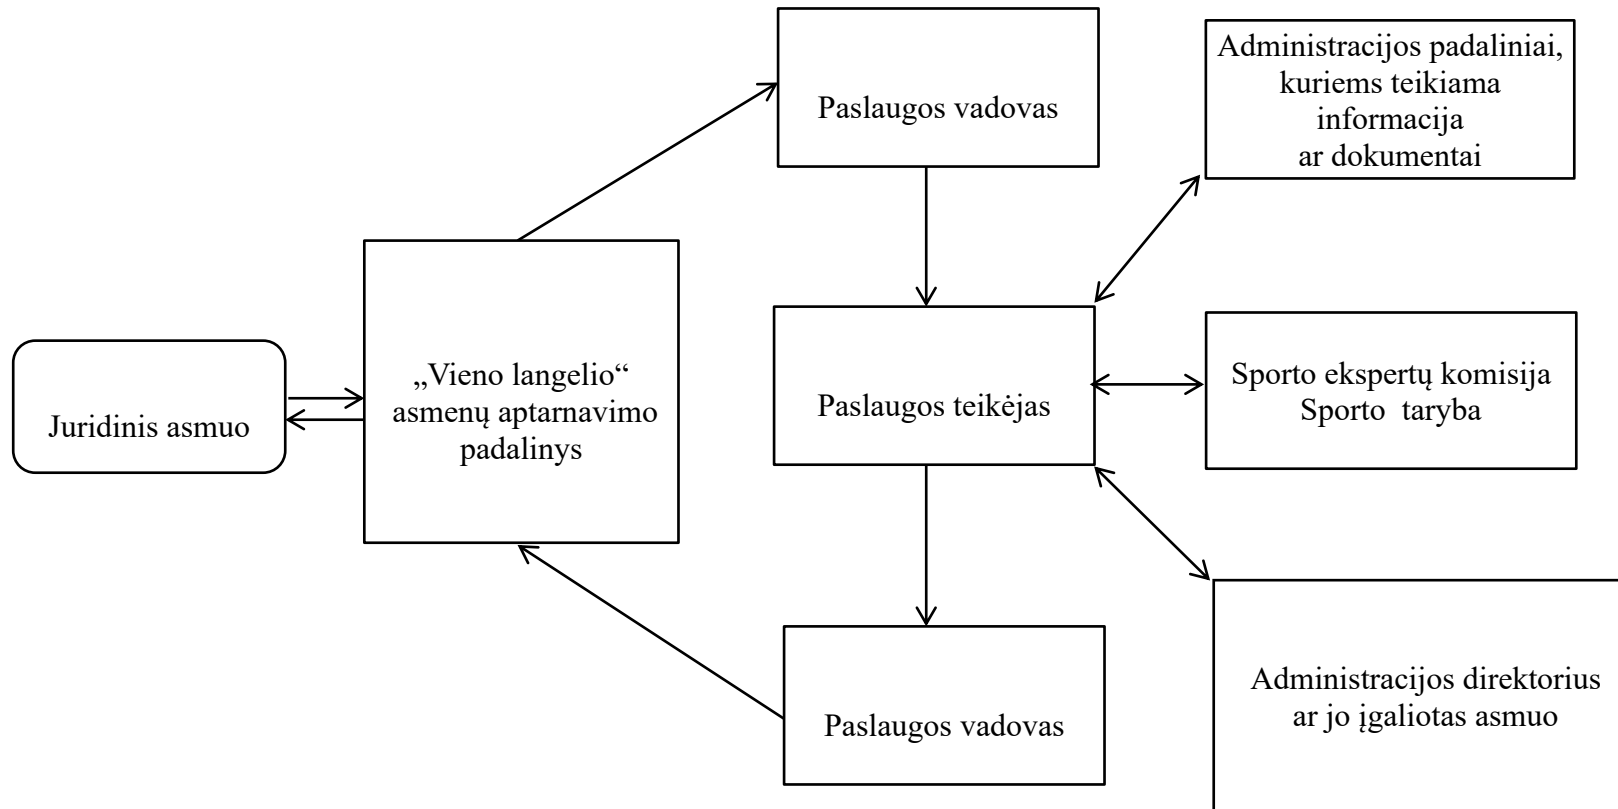 Paslaugos vadovas
Administracijos padaliniai,
kuriems teikiama
informacija
ar dokumentai
Juridinis asmuo
„Vieno langelio“
asmenų aptarnavimo
padalinys
Paslaugos teikėjas
Sporto ekspertų komisija
Sporto taryba
Paslaugos vadovas
Administracijos direktorius
ar jo įgaliotas asmuo